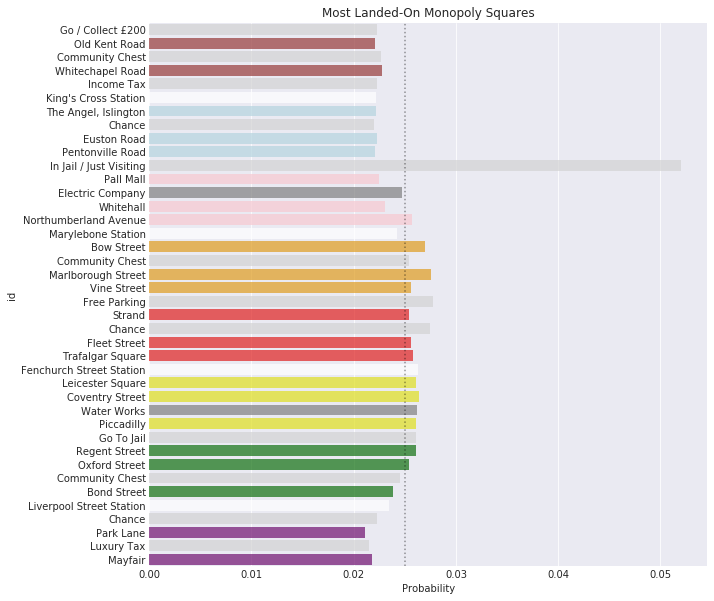 Most Landed-On Monopoly Squares
Go / Collect £200
Old Kent Road
Community Chest
Whitechapel Road
Income Tax
King's Cross Station
The Angel, Islington
Chance
Euston Road
Pentonville Road
In Jail / Just Visiting
Pall Mall
Electric Company
Whitehall
Northumberland Avenue
Marylebone Station
Bow Street
Community Chest
Marlborough Street
Vine Street
Free Parking
Strand
Chance
Fleet Street
Trafalgar Square
Fenchurch Street Station
Leicester Square
Coventry Street
Water Works
Piccadilly
Go To Jail
Regent Street
Oxford Street
Community Chest
Bond Street
Liverpool Street Station
Chance
Park Lane
Luxury Tax
Mayfair
id
0.00 0.01 0.02 0.03 0.04 0.05
Probability